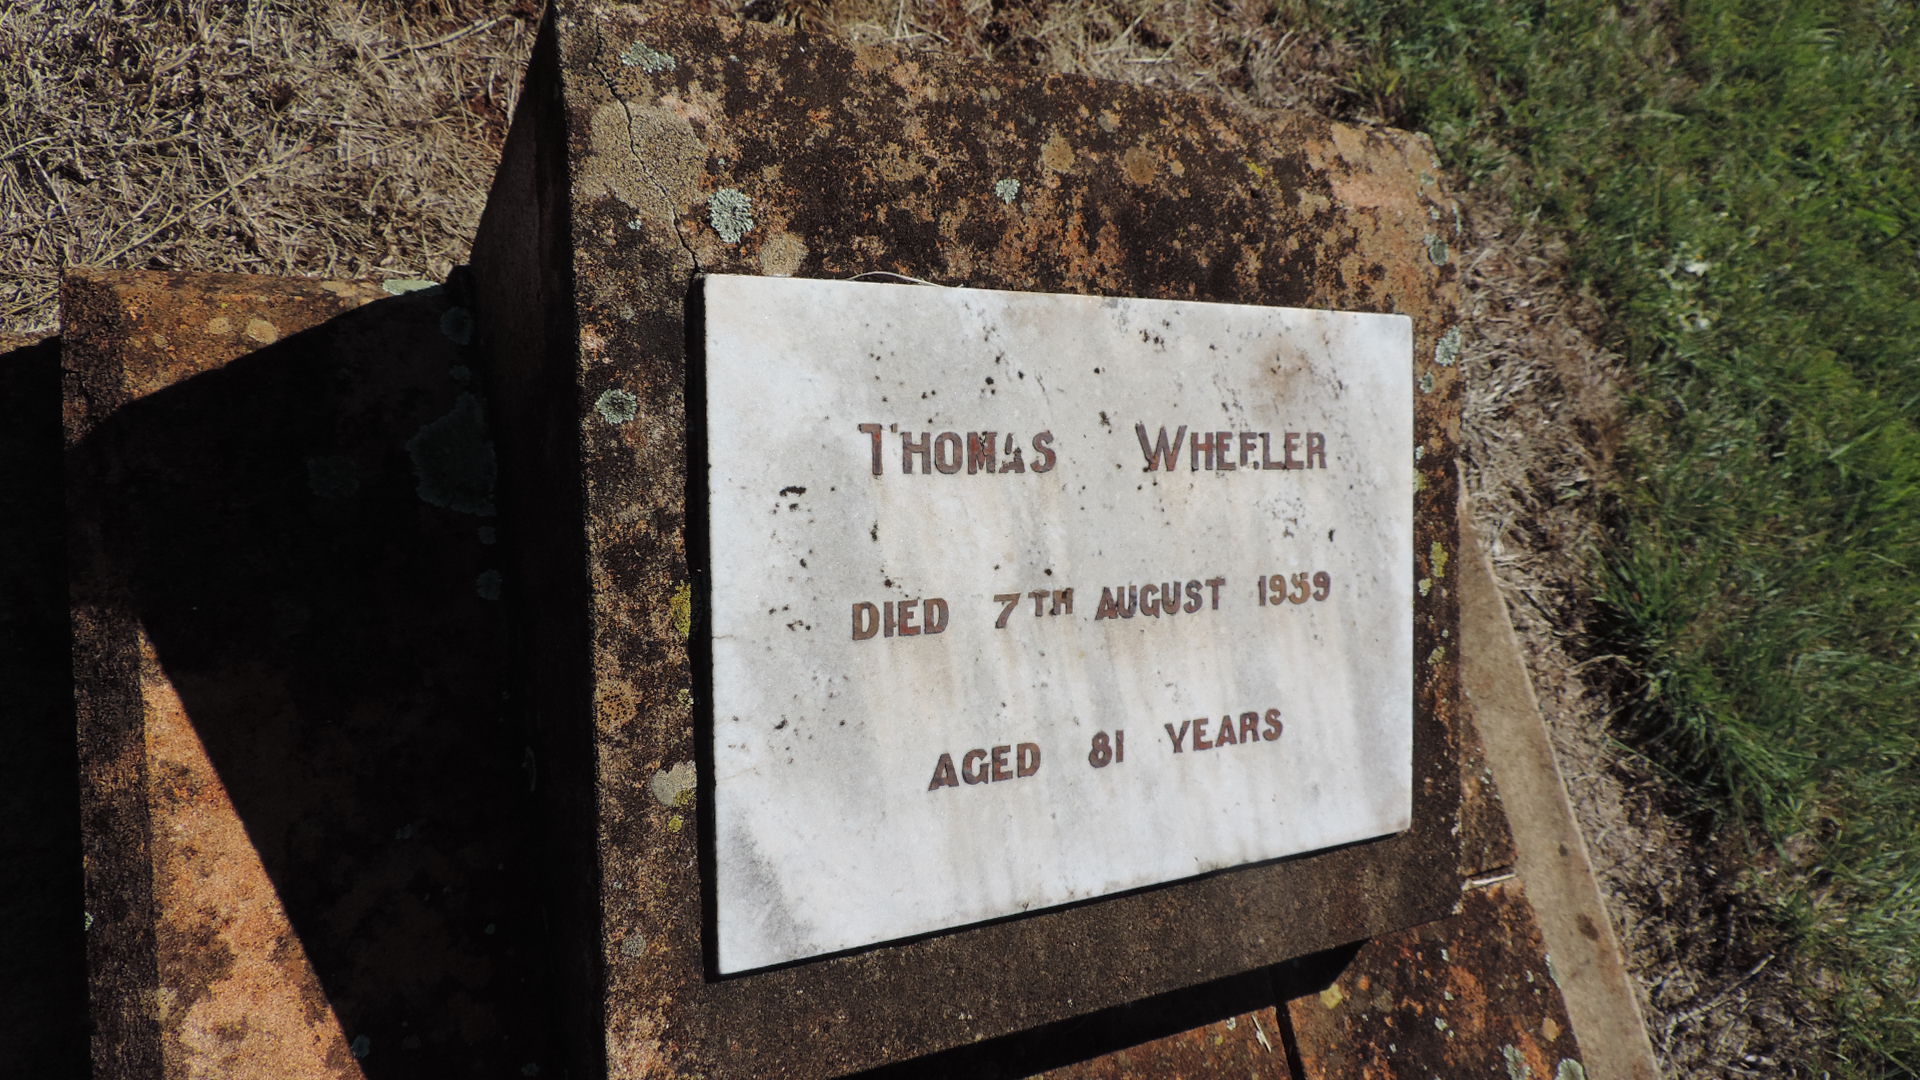 THOMAS WHEELER
DIED 7TH AUGUST 1959
AGED 81 YEARS